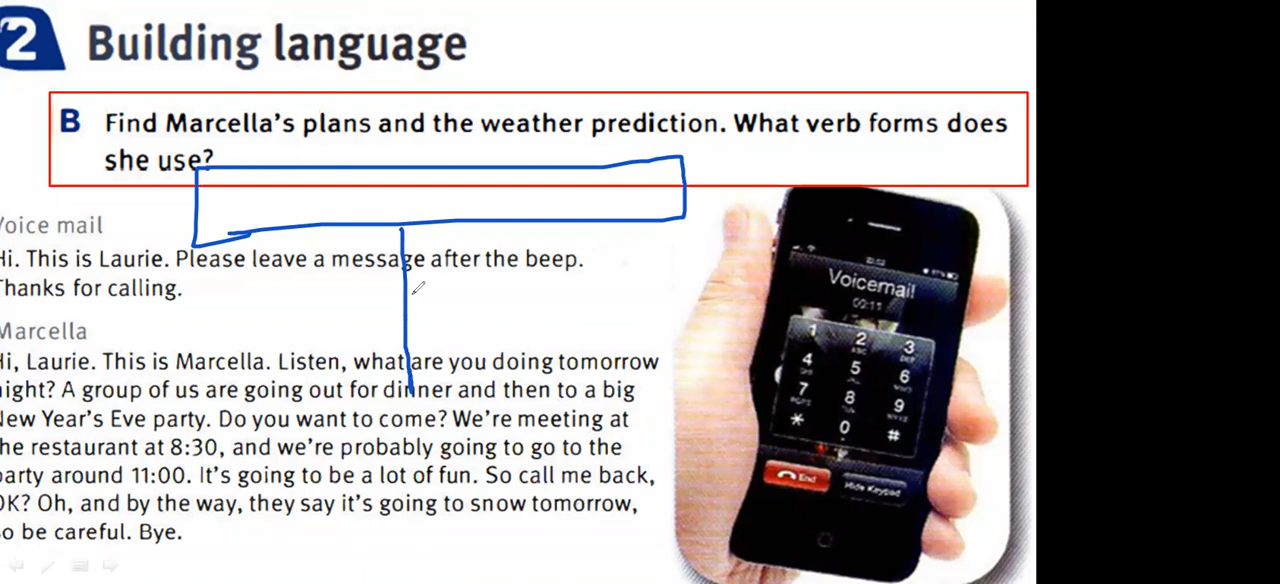 2 Building language
B Find Marcella's plans and the weather prediction. What verb forms does
she use?
Voice mail
Hi. This is Laurie. Please leave a message after the beep.
Thanks for calling.
Marcella
Hi, Laurie. This is Marcella. Listen, what are you doing tomorrow
night? A group of us are going out for dinner and then to a big
New Year's Eve party. Do you want to come? We're meeting at
the restaurant at 8:30, and we're probably going to go to the
party around 11:00. It's going to be a lot of fun. So call me back,
OK? Oh, and by the way, they say it's going to snow tomorrow,
so be careful. Bye.
Voicemail
00:11
1 2 3
ABC
4 5 6
7 8 9
* 0 #
End Hide Keypad